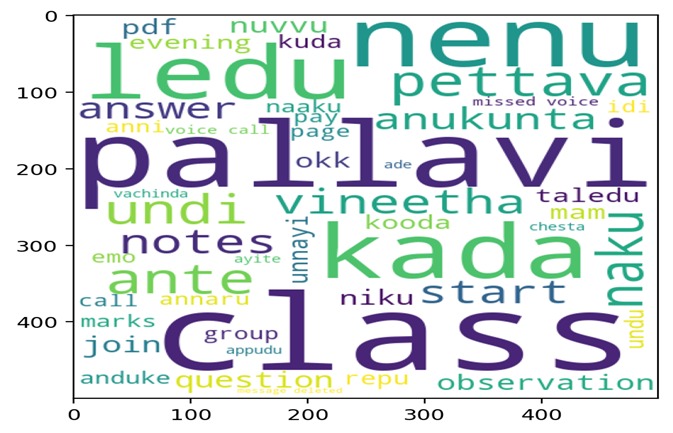 0
pdf nuvvu nenu
evening kuda
ledu pettava
100
answer naaku missed voice idi
anni voice call pay anukunta
page
pallavi
okk ade
200
vachinda vineetha taledu
undi kooda mam
chesta
notes unnayi kada naku
300
emo ayite
ante
call annaru niku start
marks class undu
400
join group
appudu
anduke question repu observation
message deleted
0 100 200 300 400